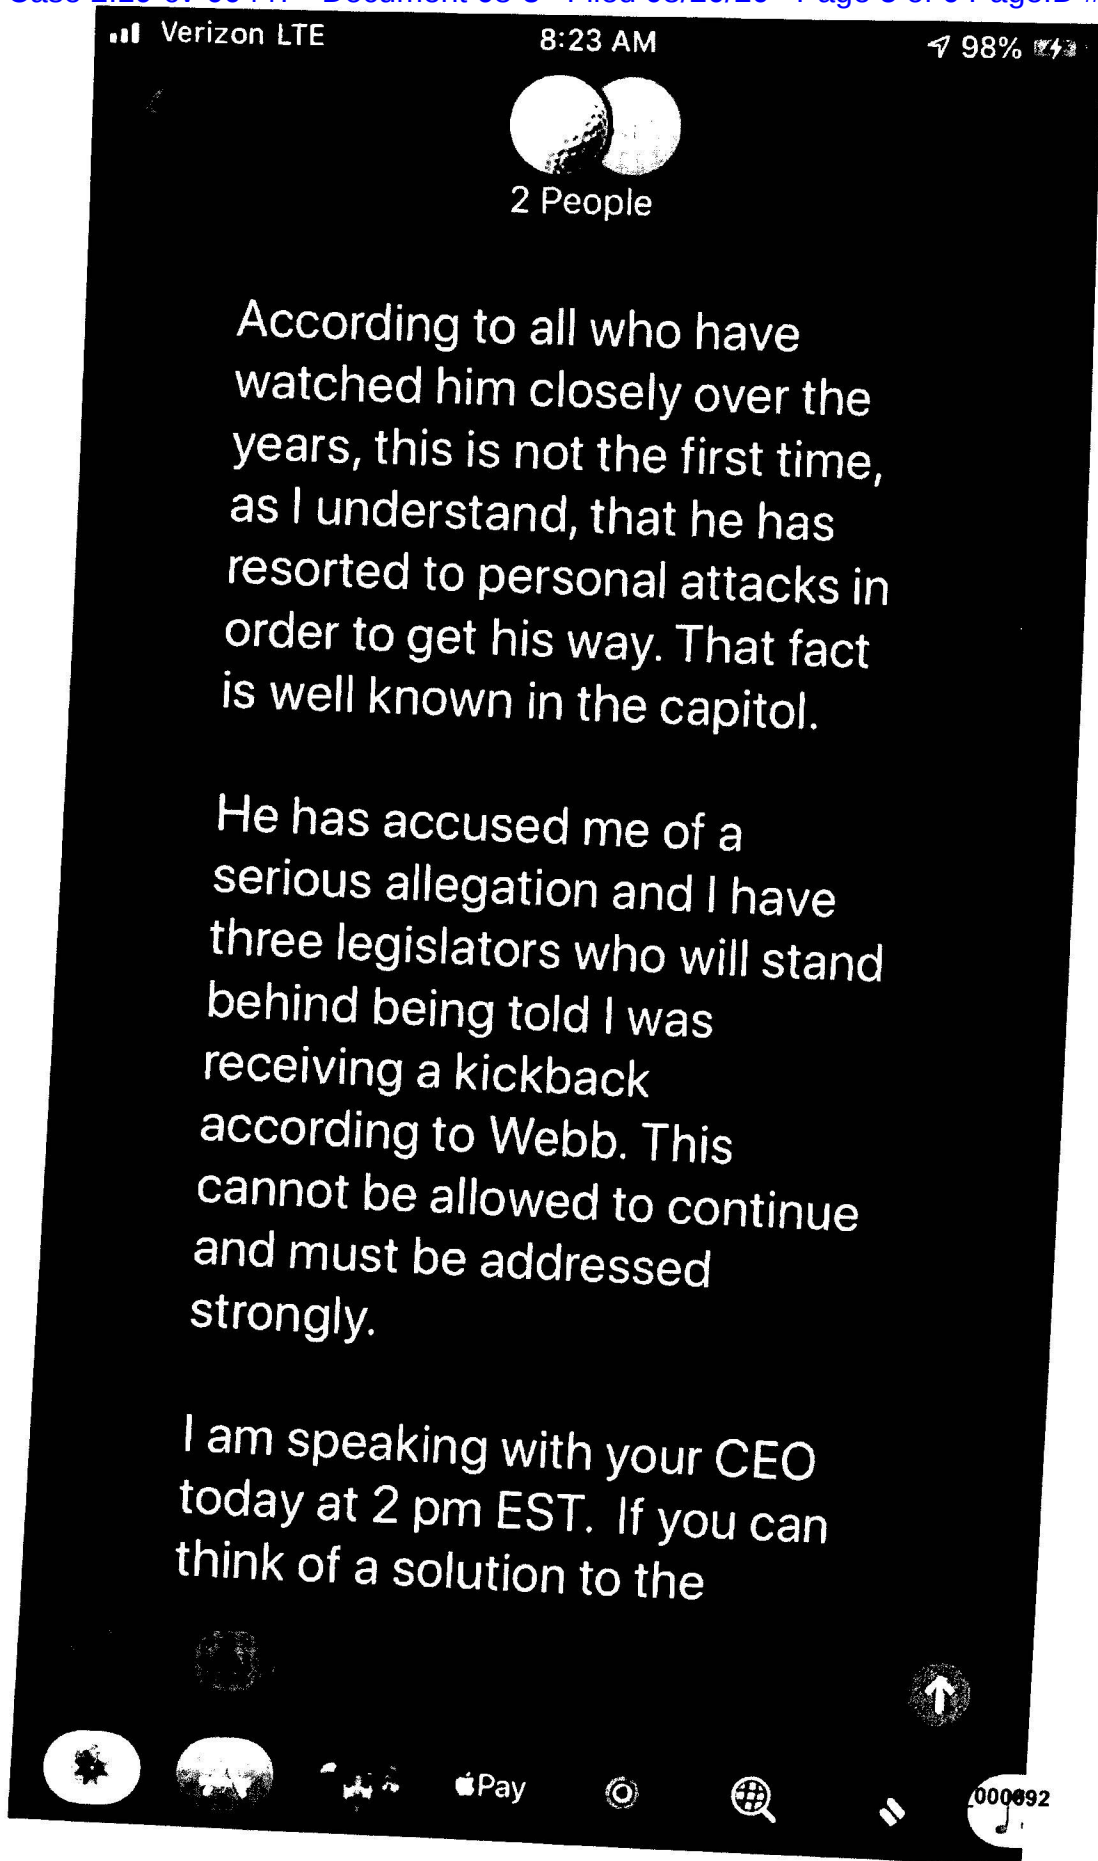 Verizon LTE
8:23 AM
98%
2 People
According to all who have
watched him closely over the
years, this is not the first time,
as I understand, that he has
resorted to personal attacks in
order to get his way. That fact
is well known in the capitol.
He has accused me of a
serious allegation and I have
three legislators who will stand
behind being told I was
receiving a kickback
according to Webb. This
cannot be allowed to continue
and must be addressed
strongly.
I am speaking with your CEO
today at 2 pm EST. If you can
think of a solution to the
Pay